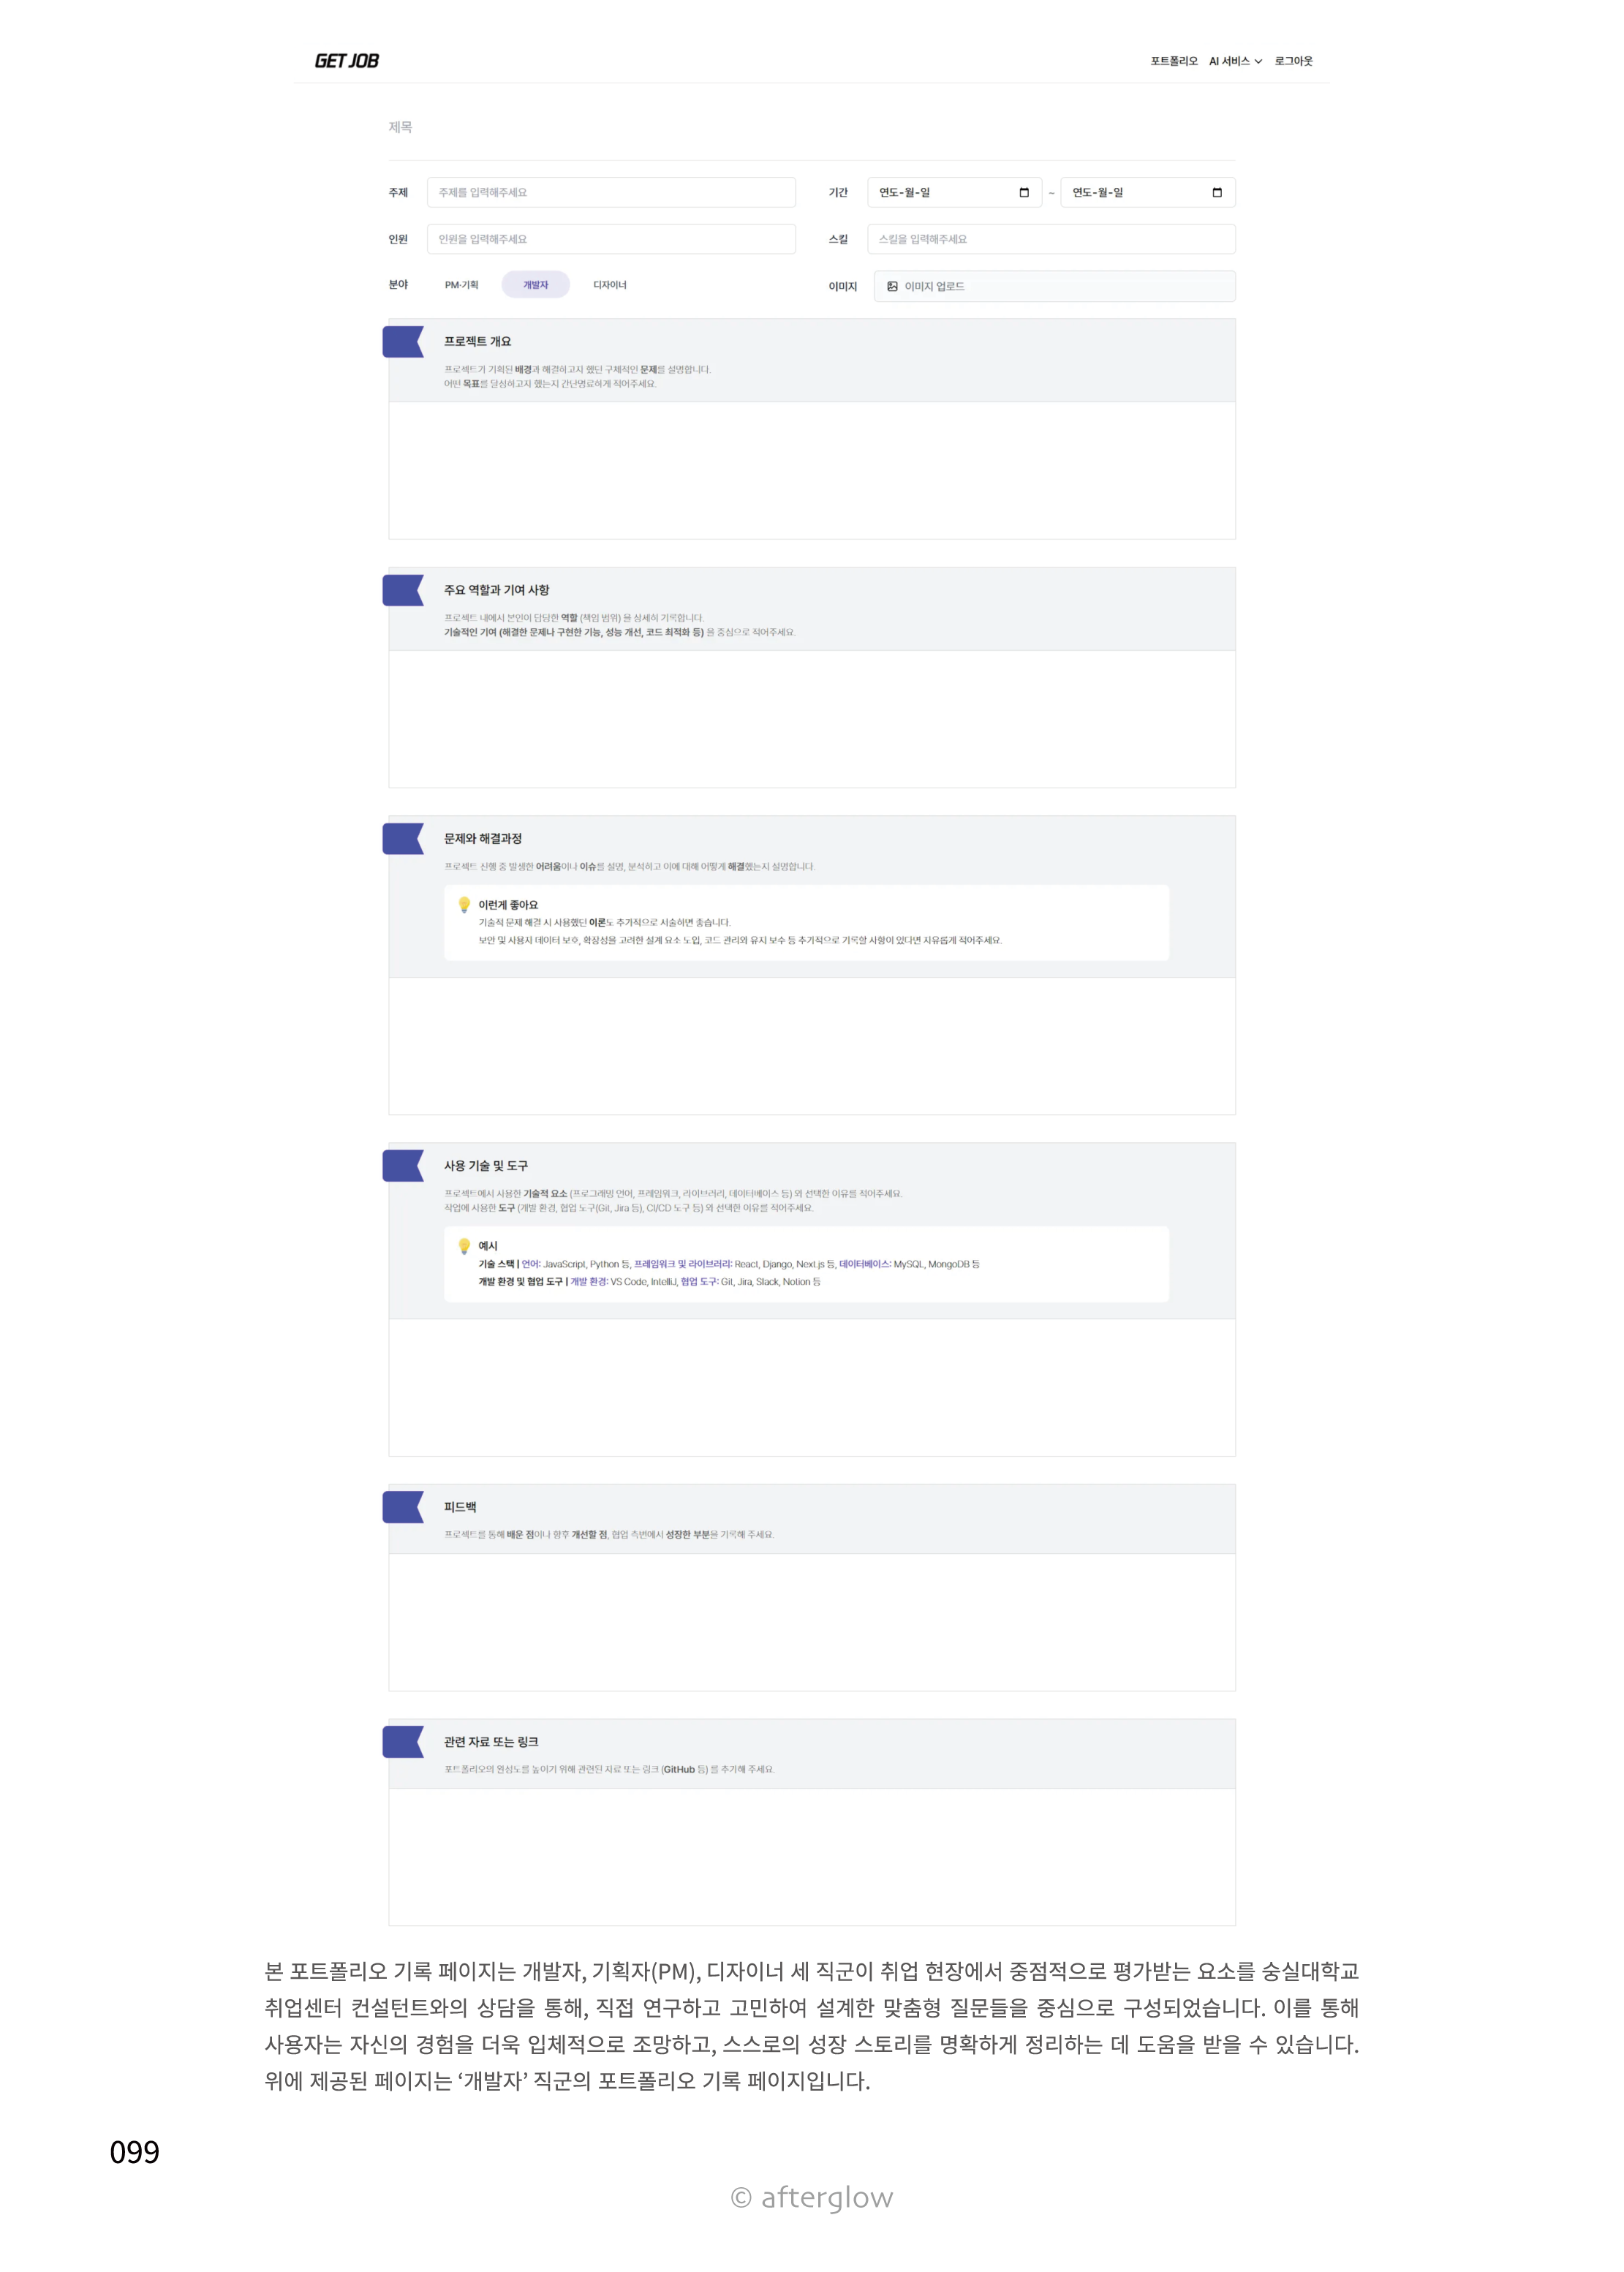 GET JOB
포트폴리오 AI 서비스 로그아웃
제목
주제 주제를 입력해주세요 기간 연도-월-일 ~ 연도-월-일
인원 인원을 입력해주세요 스킬 스킬을 입력해주세요
분야 PM·기획 개발자 디자이너 이미지 이미지 업로드
프로젝트 개요
프로젝트가 기획된 배경과 해결하고자 했던 구체적인 문제를 설명합니다.
어떤 목표를 달성하고자 했는지 간단명료하게 적어주세요.
주요 역할과 기여 사항
프로젝트 내에서 본인이 담당한 역할 (책임 범위) 을 상세히 기록합니다.
기술적인 기여 (해결한 문제나 구현한 기능, 성능 개선, 코드 최적화 등) 을 중심으로 적어주세요.
문제와 해결과정
프로젝트 진행 중 발생한 어려움이나 이슈를 설명, 분석하고 이에 대해 어떻게 해결했는지 설명합니다.
이런게 좋아요
기술적 문제 해결 시 사용했던 이론도 추가적으로 서술하면 좋습니다.
보안 및 사용자 데이터 보호, 확장성을 고려한 설계 요소 도입, 코드 관리와 유지 보수 등 추가적으로 기록할 사항이 있다면 자유롭게 적어주세요.
사용 기술 및 도구
프로젝트에서 사용한 기술적 요소 (프로그래밍 언어, 프레임워크, 라이브러리, 데이터베이스 등) 와 선택한 이유를 적어주세요.
작업에 사용한 도구 (개발 환경, 협업 도구(Git, Jira 등), CI/CD 도구 등) 와 선택한 이유를 적어주세요.
예시
기술 스택 | 언어: JavaScript, Python 등, 프레임워크 및 라이브러리: React, Django, Next.js 등, 데이터베이스: MySQL, MongoDB 등
개발 환경 및 협업 도구 | 개발 환경: VS Code, IntelliJ, 협업 도구: Git, Jira, Slack, Notion 등
피드백
프로젝트를 통해 배운 점이나 향후 개선할 점, 협업 측면에서 성장한 부분을 기록해 주세요.
관련 자료 또는 링크
포트폴리오의 완성도를 높이기 위해 관련된 자료 또는 링크 (GitHub 등) 를 추가해 주세요.
본 포트폴리오 기록 페이지는 개발자, 기획자(PM), 디자이너 세 직군이 취업 현장에서 중점적으로 평가받는 요소를 숭실대학교
취업센터 컨설턴트와의 상담을 통해, 직접 연구하고 고민하여 설계한 맞춤형 질문들을 중심으로 구성되었습니다. 이를 통해
사용자는 자신의 경험을 더욱 입체적으로 조망하고, 스스로의 성장 스토리를 명확하게 정리하는 데 도움을 받을 수 있습니다.
위에 제공된 페이지는 ‘개발자’ 직군의 포트폴리오 기록 페이지입니다.
099
© afterglow